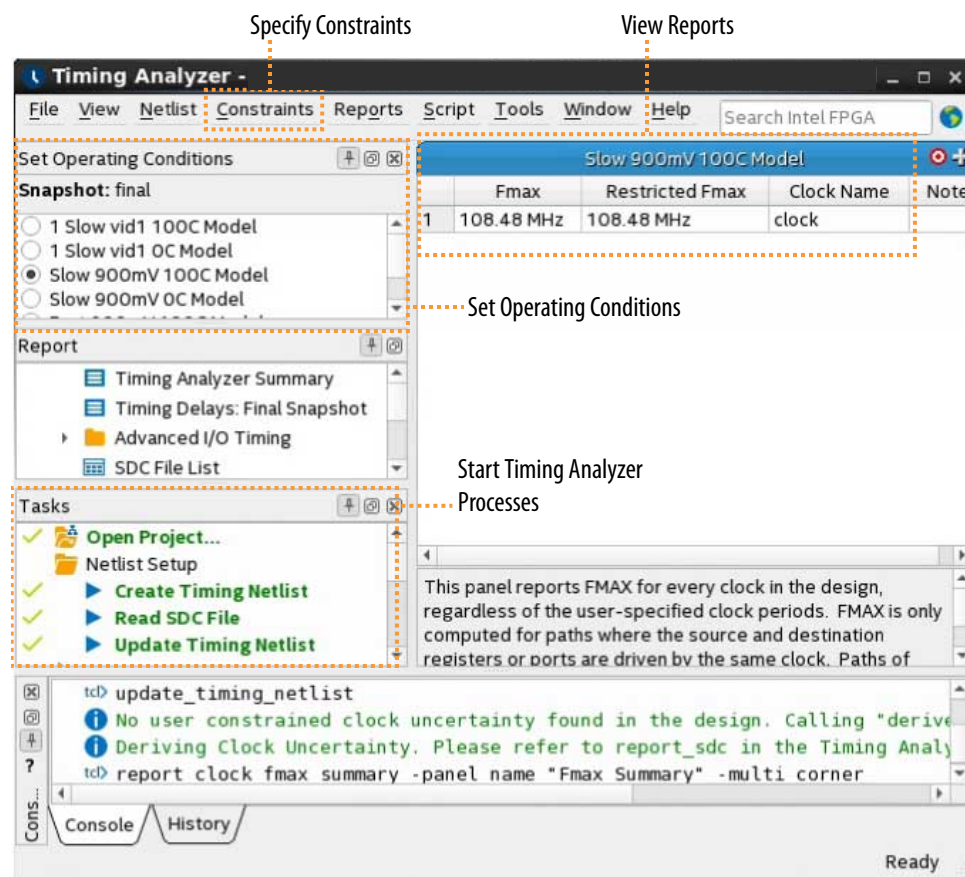 Specify Constraints
View Reports
Timing Analyzer -
File View Netlist Constraints Reports Script Tools Window Help
Search Intel FPGA
Set Operating Conditions
Snapshot: final
1 Slow vid1 100C Model
1 Slow vid1 0C Model
Slow 900mV 100C Model
Slow 900mV 0C Model
Slow 900mV 100C Model
Fmax Restricted Fmax Clock Name Note
1 108.48 MHz 108.48 MHz clock
Set Operating Conditions
Report
Timing Analyzer Summary
Timing Delays: Final Snapshot
Advanced I/O Timing
SDC File List
Start Timing Analyzer
Processes
Tasks
Open Project...
Netlist Setup
Create Timing Netlist
Read SDC File
Update Timing Netlist
This panel reports FMAX for every clock in the design,
regardless of the user-specified clock periods. FMAX is only
computed for paths where the source and destination
registers or ports are driven by the same clock. Paths of
tcl> update_timing_netlist
No user constrained clock uncertainty found in the design. Calling "derive
Deriving Clock Uncertainty. Please refer to report_sdc in the Timing Analy
tcl> report_clock_fmax_summary -panel_name "Fmax Summary" -multi_corner
?
Cons...
Console History
Ready